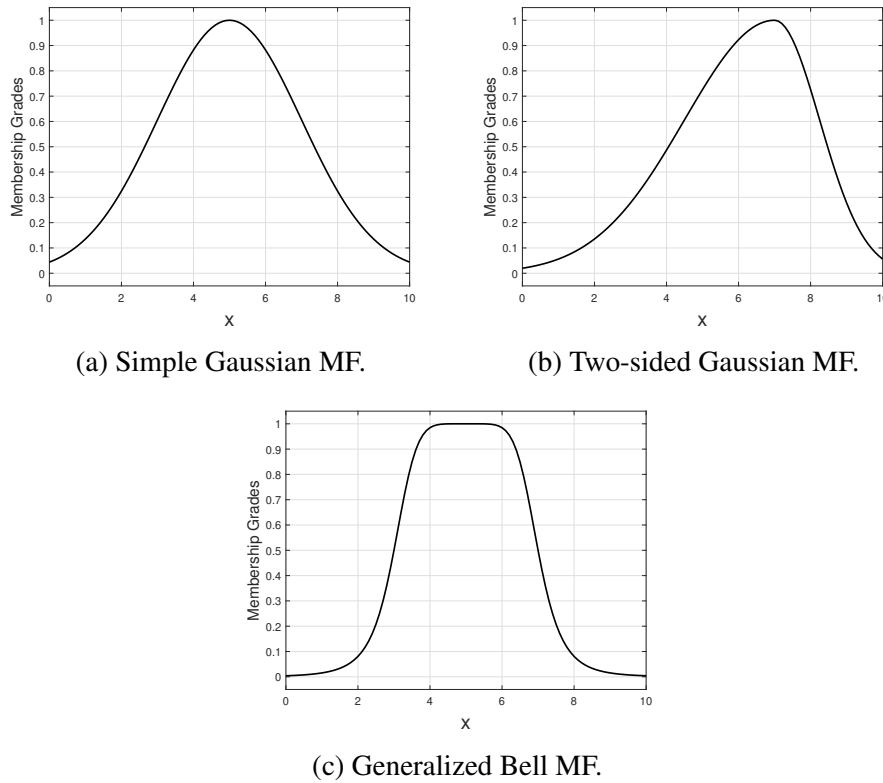 1
0.9
0.8
0.7
0.6
0.5
0.4
0.3
0.2
0.1
0
Membership Grades
0 2 4 6 8 10
X
(a) Simple Gaussian MF.
1
0.9
0.8
0.7
0.6
0.5
0.4
0.3
0.2
0.1
0
Membership Grades
0 2 4 6 8 10
X
(b) Two-sided Gaussian MF.
1
0.9
0.8
0.7
0.6
0.5
0.4
0.3
0.2
0.1
0
Membership Grades
0 2 4 6 8 10
X
(c) Generalized Bell MF.